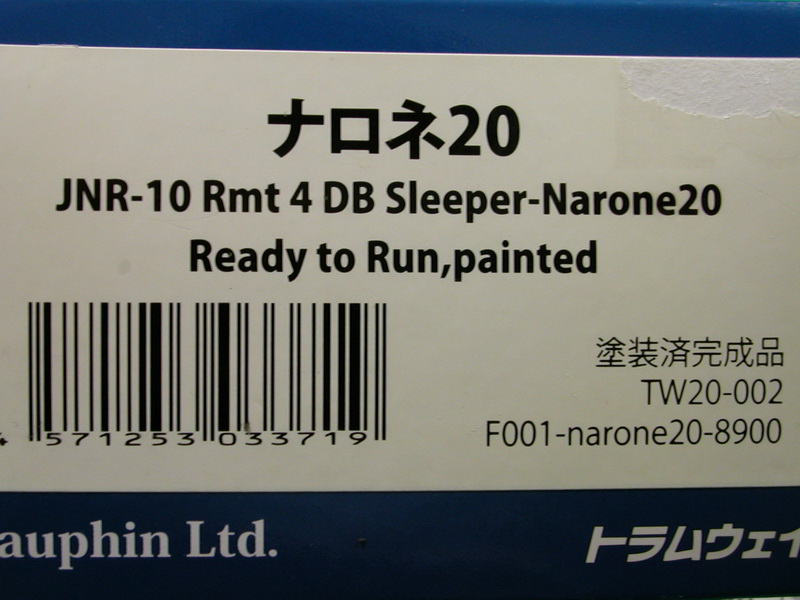 ナロネ20
JNR-10 Rmt 4 DB Sleeper-Narone20
Ready to Run,painted
塗装済完成品
TW20-002
F001-narone20-8900
4 571253 033719
auphin Ltd.
トラムウェイ